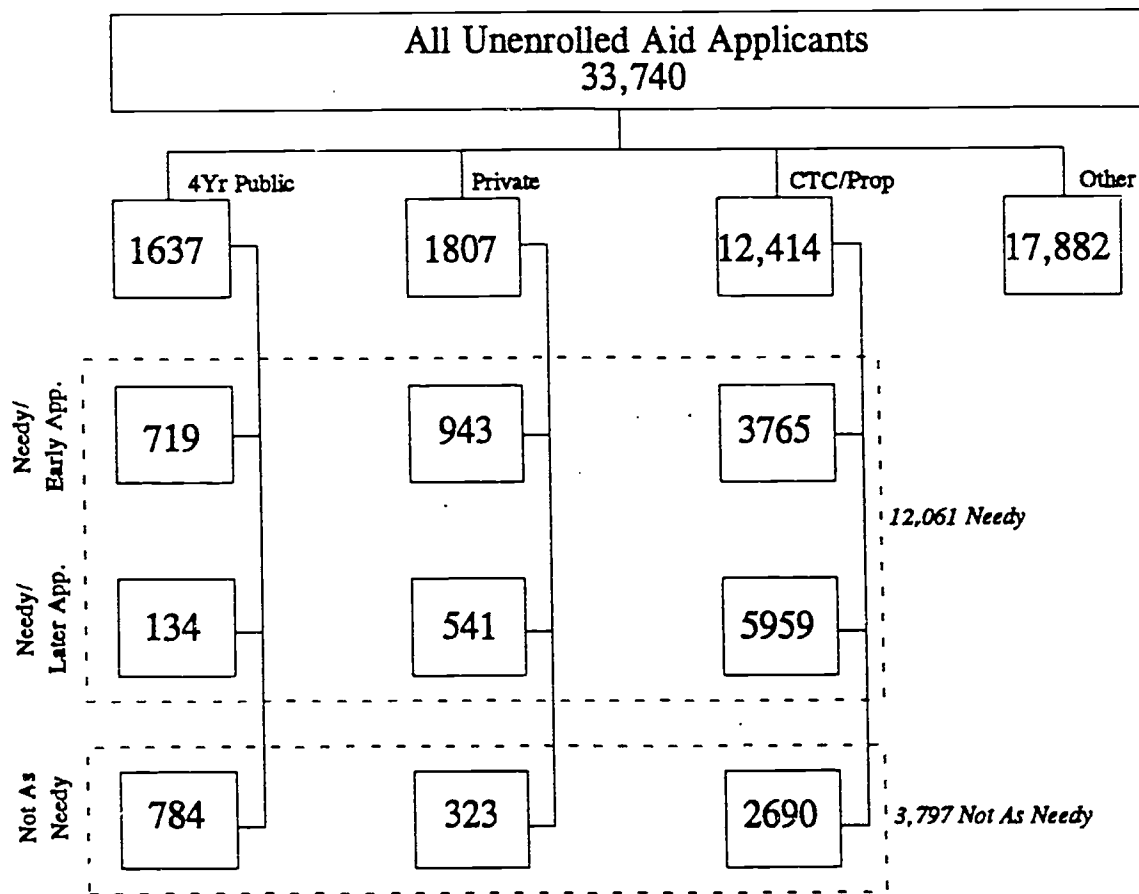 All Unenrolled Aid Applicants
33,740
4Yr Public
Private
CTC/Prop
Other
1637
1807
12,414
17,882
Needy/
Early App.
719
943
3765
12,061 Needy
Needy/
Later App.
134
541
5959
Not As
Needy
784
323
2690
3,797 Not As Needy